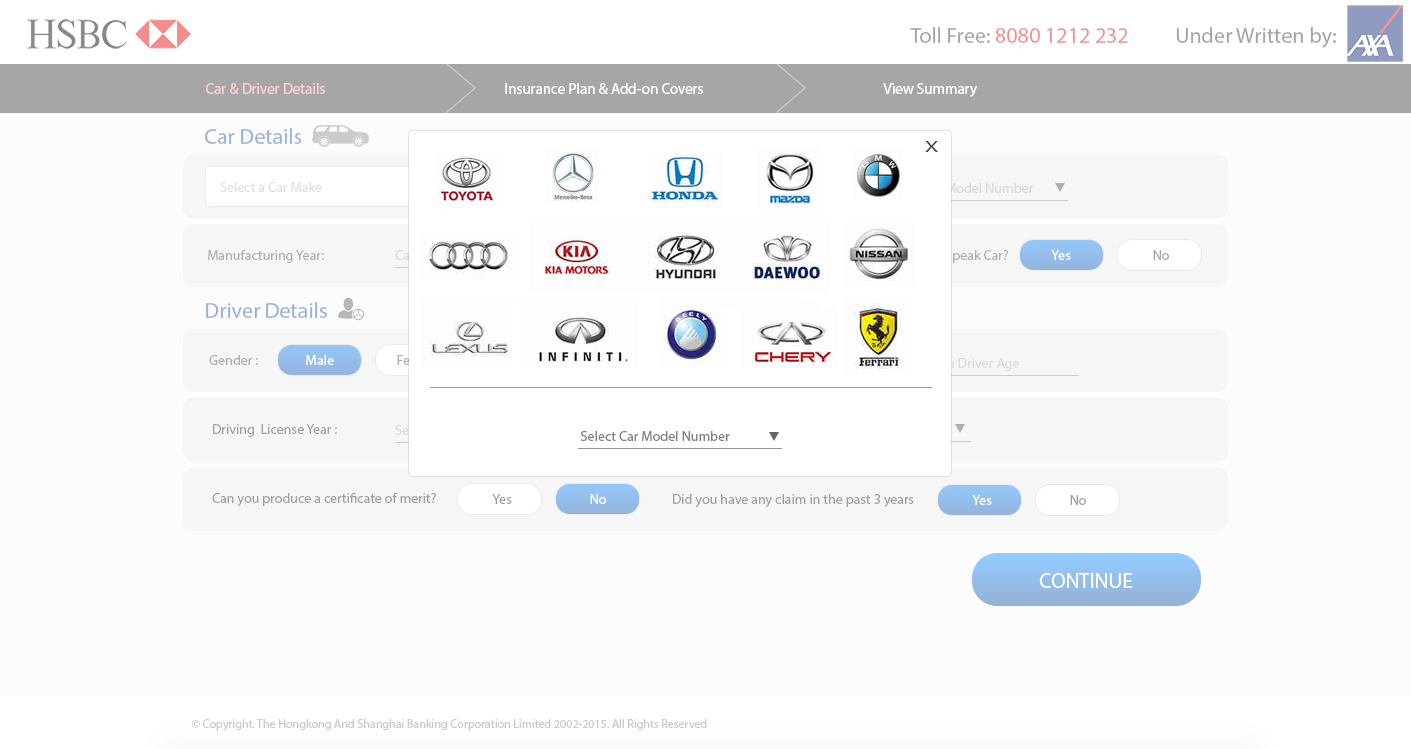 HSBC
Toll Free: 8080 1212 232
Under Written by:
AXA
Car & Driver Details
Insurance Plan & Add-on Covers
View Summary
Car Details
X
TOYOTA
Mercedes-Benz
HONDA
mazda
BMW
Select a Car Make
Model Number
KIA
KIA MOTORS
HYUNDAI
DAEWOO
NISSAN
Manufacturing Year:
Ca
peak Car?
Yes
No
Driver Details
LEXUS
INFINITI
GEELY
CHERY
Ferrari
Gender :
Male
Fe
Driver Age
Driving License Year :
Se
Select Car Model Number
Can you produce a certificate of merit?
Yes
No
Did you have any claim in the past 3 years
Yes
No
CONTINUE
© Copyright. The Hongkong And Shanghai Banking Corporation Limited 2002-2015. All Rights Reserved